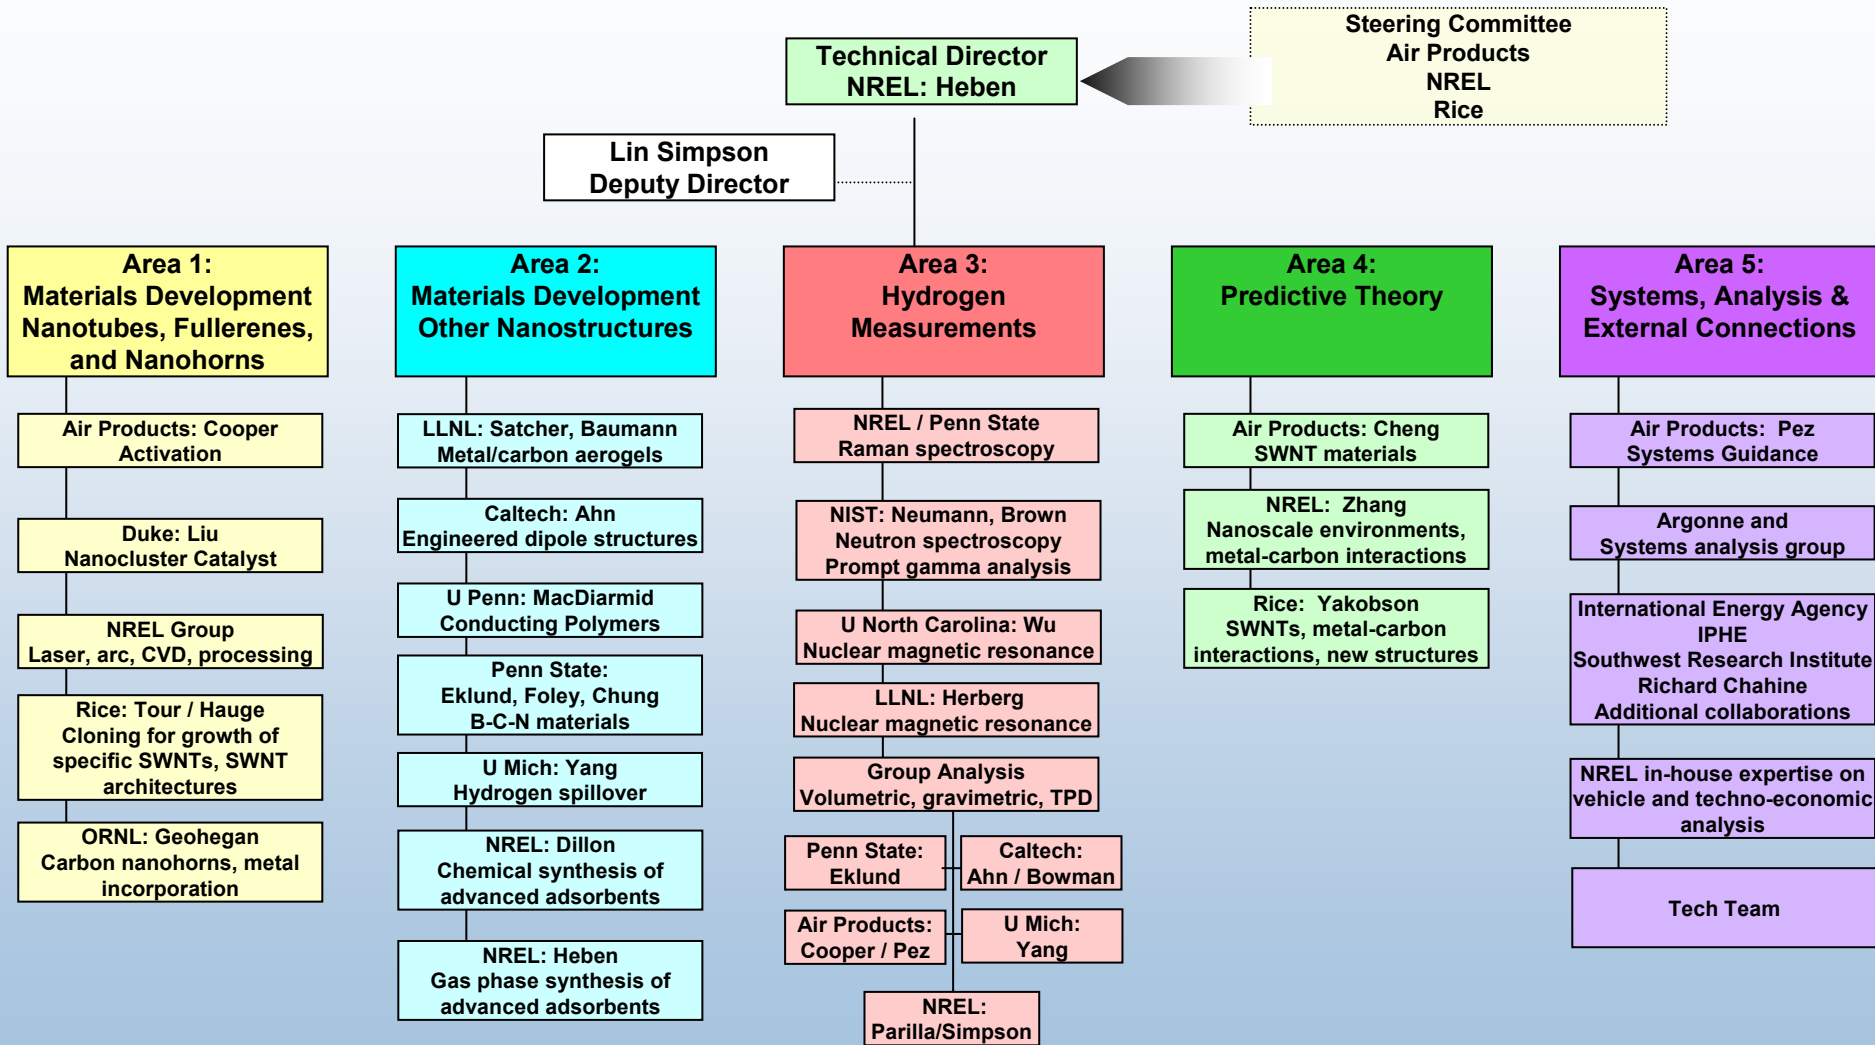 Steering Committee
Air Products
NREL
Rice
Technical Director
NREL: Heben
Lin Simpson
Deputy Director
Area 1:
Materials Development
Nanotubes, Fullerenes,
and Nanohorns
Air Products: Cooper
Activation
Duke: Liu
Nanocluster Catalyst
NREL Group
Laser, arc, CVD, processing
Rice: Tour / Hauge
Cloning for growth of
specific SWNTs, SWNT
architectures
ORNL: Geohegan
Carbon nanohorns, metal
incorporation
Area 2:
Materials Development
Other Nanostructures
LLNL: Satcher, Baumann
Metal/carbon aerogels
Caltech: Ahn
Engineered dipole structures
U Penn: MacDiarmid
Conducting Polymers
Penn State:
Eklund, Foley, Chung
B-C-N materials
U Mich: Yang
Hydrogen spillover
NREL: Dillon
Chemical synthesis of
advanced adsorbents
NREL: Heben
Gas phase synthesis of
advanced adsorbents
Area 3:
Hydrogen
Measurements
NREL / Penn State
Raman spectroscopy
NIST: Neumann, Brown
Neutron spectroscopy
Prompt gamma analysis
U North Carolina: Wu
Nuclear magnetic resonance
LLNL: Herberg
Nuclear magnetic resonance
Group Analysis
Volumetric, gravimetric, TPD
Penn State:
Eklund
Caltech:
Ahn / Bowman
Air Products:
Cooper / Pez
U Mich:
Yang
NREL:
Parilla/Simpson
Area 4:
Predictive Theory
Air Products: Cheng
SWNT materials
NREL: Zhang
Nanoscale environments,
metal-carbon interactions
Rice: Yakobson
SWNTs, metal-carbon
interactions, new structures
Area 5:
Systems, Analysis &
External Connections
Air Products: Pez
Systems Guidance
Argonne and
Systems analysis group
International Energy Agency
IPHE
Southwest Research Institute
Richard Chahine
Additional collaborations
NREL in-house expertise on
vehicle and techno-economic
analysis
Tech Team